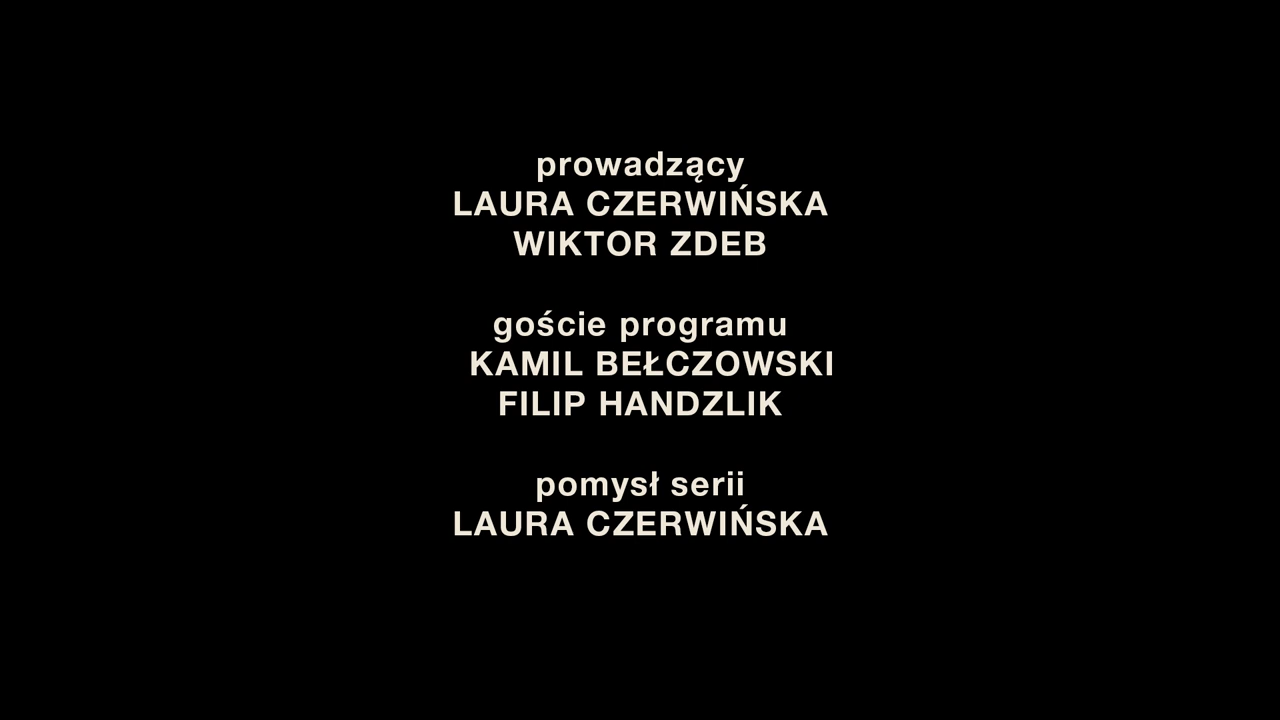 prowadzący
LAURA CZERWIŃSKA
WIKTOR ZDEB
goście programu
KAMIL BEŁCZOWSKI
FILIP HANDZLIK
pomysł serii
LAURA CZERWIŃSKA